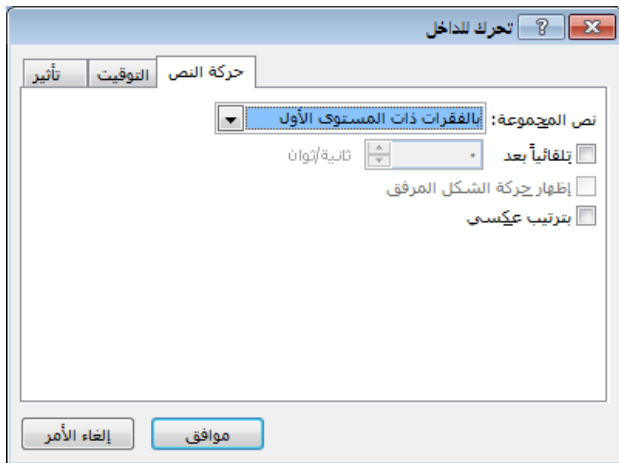 تحرك للداخل
تأثير التوقيت حركة النص
نص المجموعة: بالفقرات ذات المستوى الأول
تلقائياً بعد ٠ ثانية/ثوان
إظهار حركة الشكل المرفق
بترتيب عكسي
موافق إلغاء الأمر